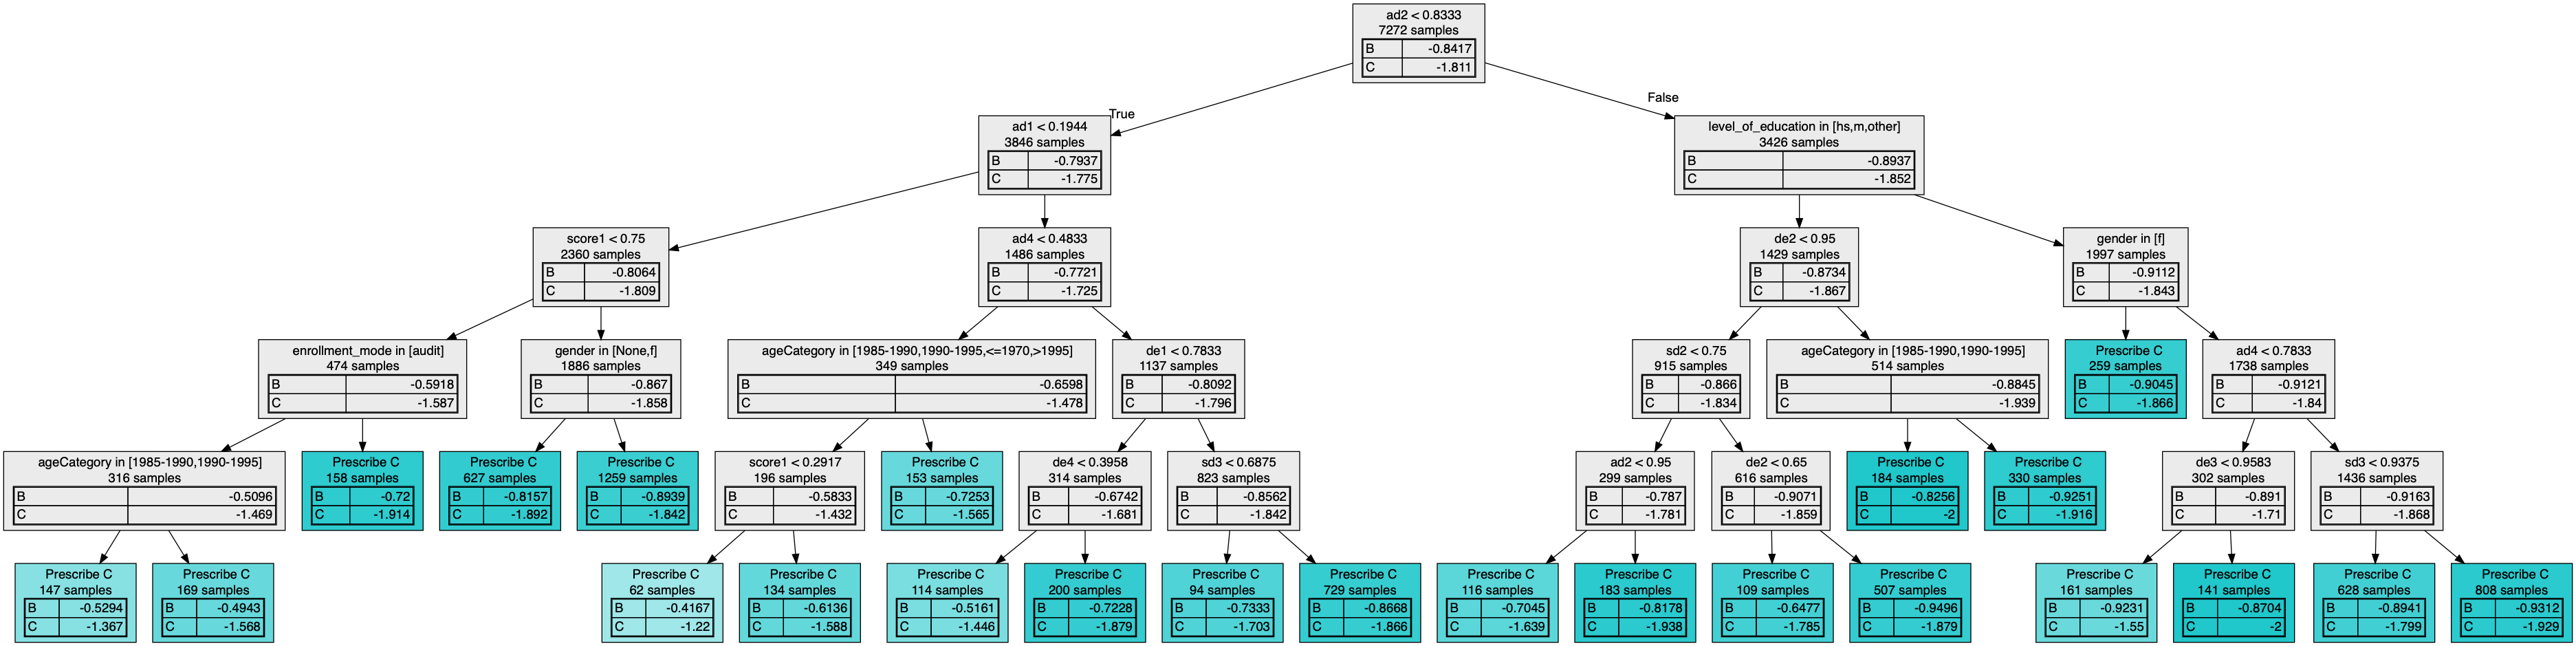 ad2 < 0.8333
7272 samples
B -0.8417
C -1.811
True
False
ad1 < 0.1944
3846 samples
B -0.7937
C -1.775
level_of_education in [hs,m,other]
3426 samples
B -0.8937
C -1.852
score1 < 0.75
2360 samples
B -0.8064
C -1.809
ad4 < 0.4833
1486 samples
B -0.7721
C -1.725
de2 < 0.95
1429 samples
B -0.8734
C -1.867
gender in [f]
1997 samples
B -0.9112
C -1.843
enrollment_mode in [audit]
474 samples
B -0.5918
C -1.587
gender in [None,f]
1886 samples
B -0.867
C -1.858
ageCategory in [1985-1990,1990-1995,<=1970,>1995]
349 samples
B -0.6598
C -1.478
de1 < 0.7833
1137 samples
B -0.8092
C -1.796
sd2 < 0.75
915 samples
B -0.866
C -1.834
ageCategory in [1985-1990,1990-1995]
514 samples
B -0.8845
C -1.939
Prescribe C
259 samples
B -0.9045
C -1.866
ad4 < 0.7833
1738 samples
B -0.9121
C -1.84
ageCategory in [1985-1990,1990-1995]
316 samples
B -0.5096
C -1.469
Prescribe C
158 samples
B -0.72
C -1.914
Prescribe C
627 samples
B -0.8157
C -1.892
Prescribe C
1259 samples
B -0.8939
C -1.842
score1 < 0.2917
196 samples
B -0.5833
C -1.432
Prescribe C
153 samples
B -0.7253
C -1.565
de4 < 0.3958
314 samples
B -0.6742
C -1.681
sd3 < 0.6875
823 samples
B -0.8562
C -1.842
ad2 < 0.95
299 samples
B -0.787
C -1.781
de2 < 0.65
616 samples
B -0.9071
C -1.859
Prescribe C
184 samples
B -0.8256
C -2
Prescribe C
330 samples
B -0.9251
C -1.916
de3 < 0.9583
302 samples
B -0.891
C -1.71
sd3 < 0.9375
1436 samples
B -0.9163
C -1.868
Prescribe C
147 samples
B -0.5294
C -1.367
Prescribe C
169 samples
B -0.4943
C -1.568
Prescribe C
62 samples
B -0.4167
C -1.22
Prescribe C
134 samples
B -0.6136
C -1.588
Prescribe C
114 samples
B -0.5161
C -1.446
Prescribe C
200 samples
B -0.7228
C -1.879
Prescribe C
94 samples
B -0.7333
C -1.703
Prescribe C
729 samples
B -0.8668
C -1.866
Prescribe C
116 samples
B -0.7045
C -1.639
Prescribe C
183 samples
B -0.8178
C -1.938
Prescribe C
109 samples
B -0.6477
C -1.785
Prescribe C
507 samples
B -0.9496
C -1.879
Prescribe C
161 samples
B -0.9231
C -1.55
Prescribe C
141 samples
B -0.8704
C -2
Prescribe C
628 samples
B -0.8941
C -1.799
Prescribe C
808 samples
B -0.9312
C -1.929